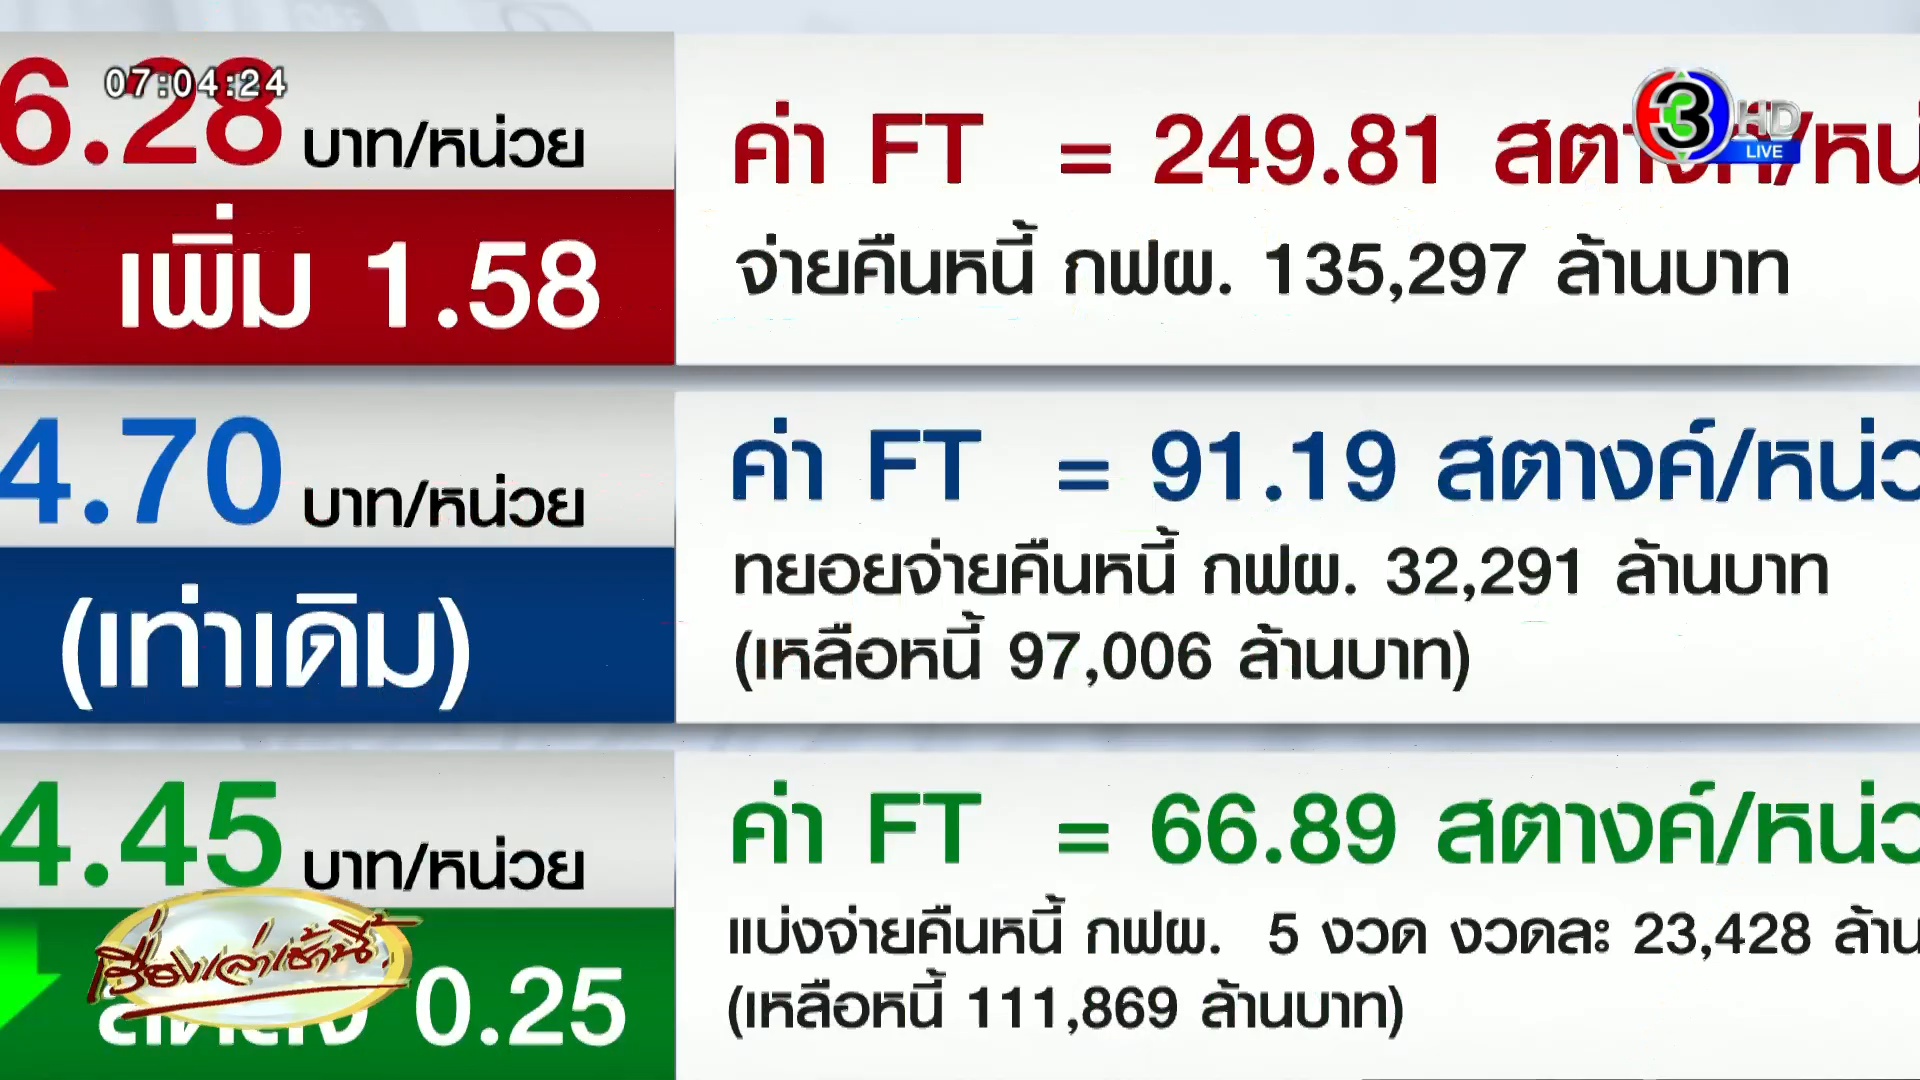 07:04:24
6.28 บาท/หน่วย
เพิ่ม 1.58
ค่า FT = 249.81 สตางค์/หน่
3 HD
LIVE
จ่ายคืนหนี้ กฟผ. 135,297 ล้านบาท
4.70 บาท/หน่วย
(เท่าเดิม)
ค่า FT = 91.19 สตางค์/หน่ว
ทยอยจ่ายคืนหนี้ กฟผ. 32,291 ล้านบาท
(เหลือหนี้ 97,006 ล้านบาท)
4.45 บาท/หน่วย
ลดลง 0.25
เรื่องเล่าเช้านี้
ค่า FT = 66.89 สตางค์/หน่ว
แบ่งจ่ายคืนหนี้ กฟผ. 5 งวด งวดละ 23,428 ล้าน
(เหลือหนี้ 111,869 ล้านบาท)